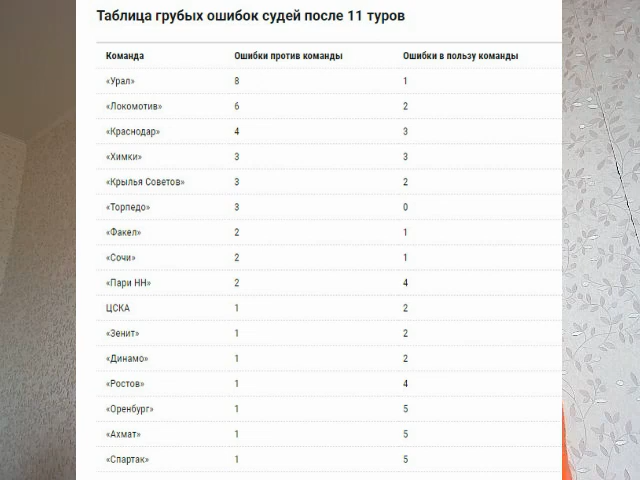 Таблица грубых ошибок судей после 11 туров
Команда Ошибки против команды Ошибки в пользу команды
«Урал» 8 1
«Локомотив» 6 2
«Краснодар» 4 3
«Химки» 3 3
«Крылья Советов» 3 2
«Торпедо» 3 0
«Факел» 2 1
«Сочи» 2 1
«Пари НН» 2 4
ЦСКА 1 2
«Зенит» 1 2
«Динамо» 1 2
«Ростов» 1 4
«Оренбург» 1 5
«Ахмат» 1 5
«Спартак» 1 5